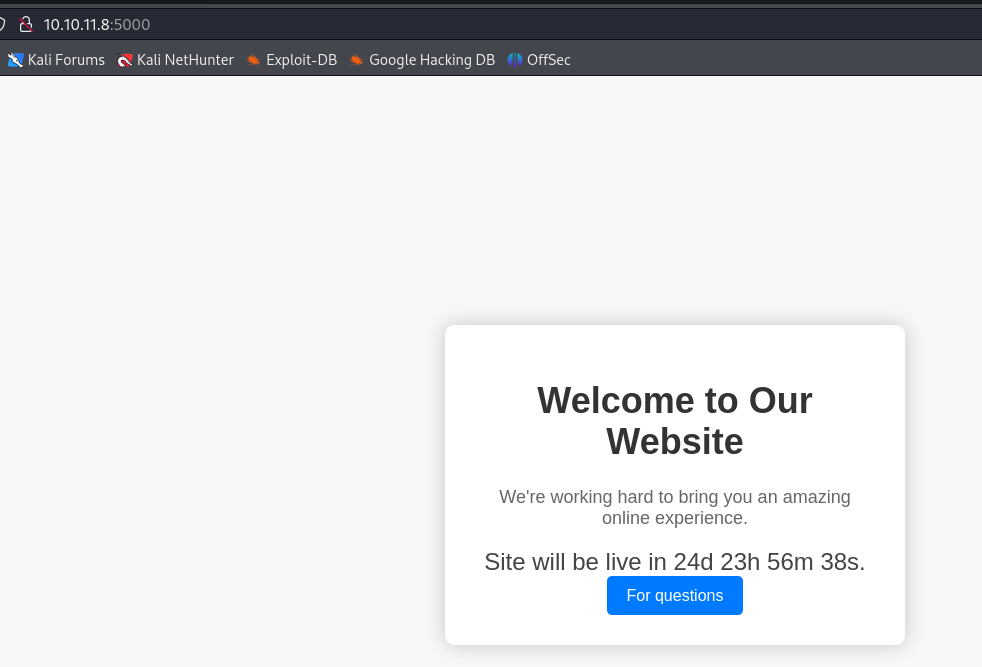 10.10.11.8:5000
Kali Forums Kali NetHunter Exploit-DB Google Hacking DB OffSec
Welcome to Our
Website
We're working hard to bring you an amazing
online experience.
Site will be live in 24d 23h 56m 38s.
For questions